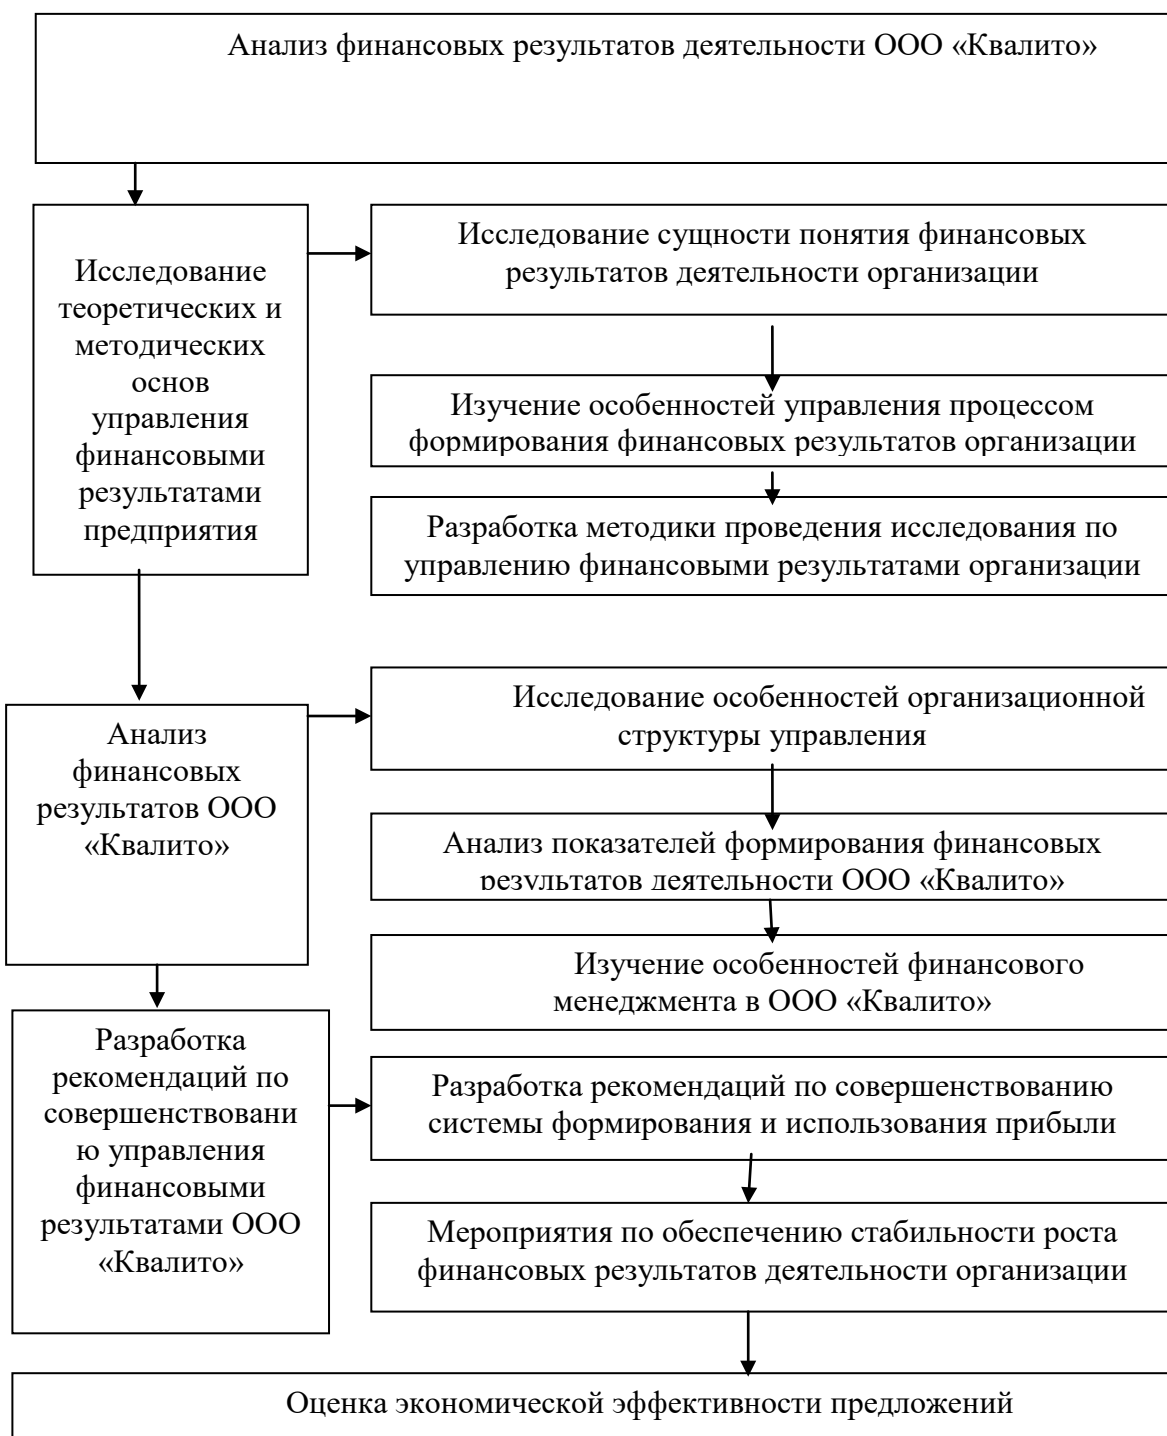 Анализ финансовых результатов деятельности ООО «Квалито»
Исследование
теоретических и
методических
основ
управления
финансовыми
результатами
предприятия
Исследование сущности понятия финансовых
результатов деятельности организации
Изучение особенностей управления процессом
формирования финансовых результатов организации
Разработка методики проведения исследования по
управлению финансовыми результатами организации
Анализ
финансовых
результатов ООО
«Квалито»
Исследование особенностей организационной
структуры управления
Анализ показателей формирования финансовых
результатов деятельности ООО «Квалито»
Изучение особенностей финансового
менеджмента в ООО «Квалито»
Разработка
рекомендаций по
совершенствовани
ю управления
финансовыми
результатами ООО
«Квалито»
Разработка рекомендаций по совершенствованию
системы формирования и использования прибыли
Мероприятия по обеспечению стабильности роста
финансовых результатов деятельности организации
Оценка экономической эффективности предложений